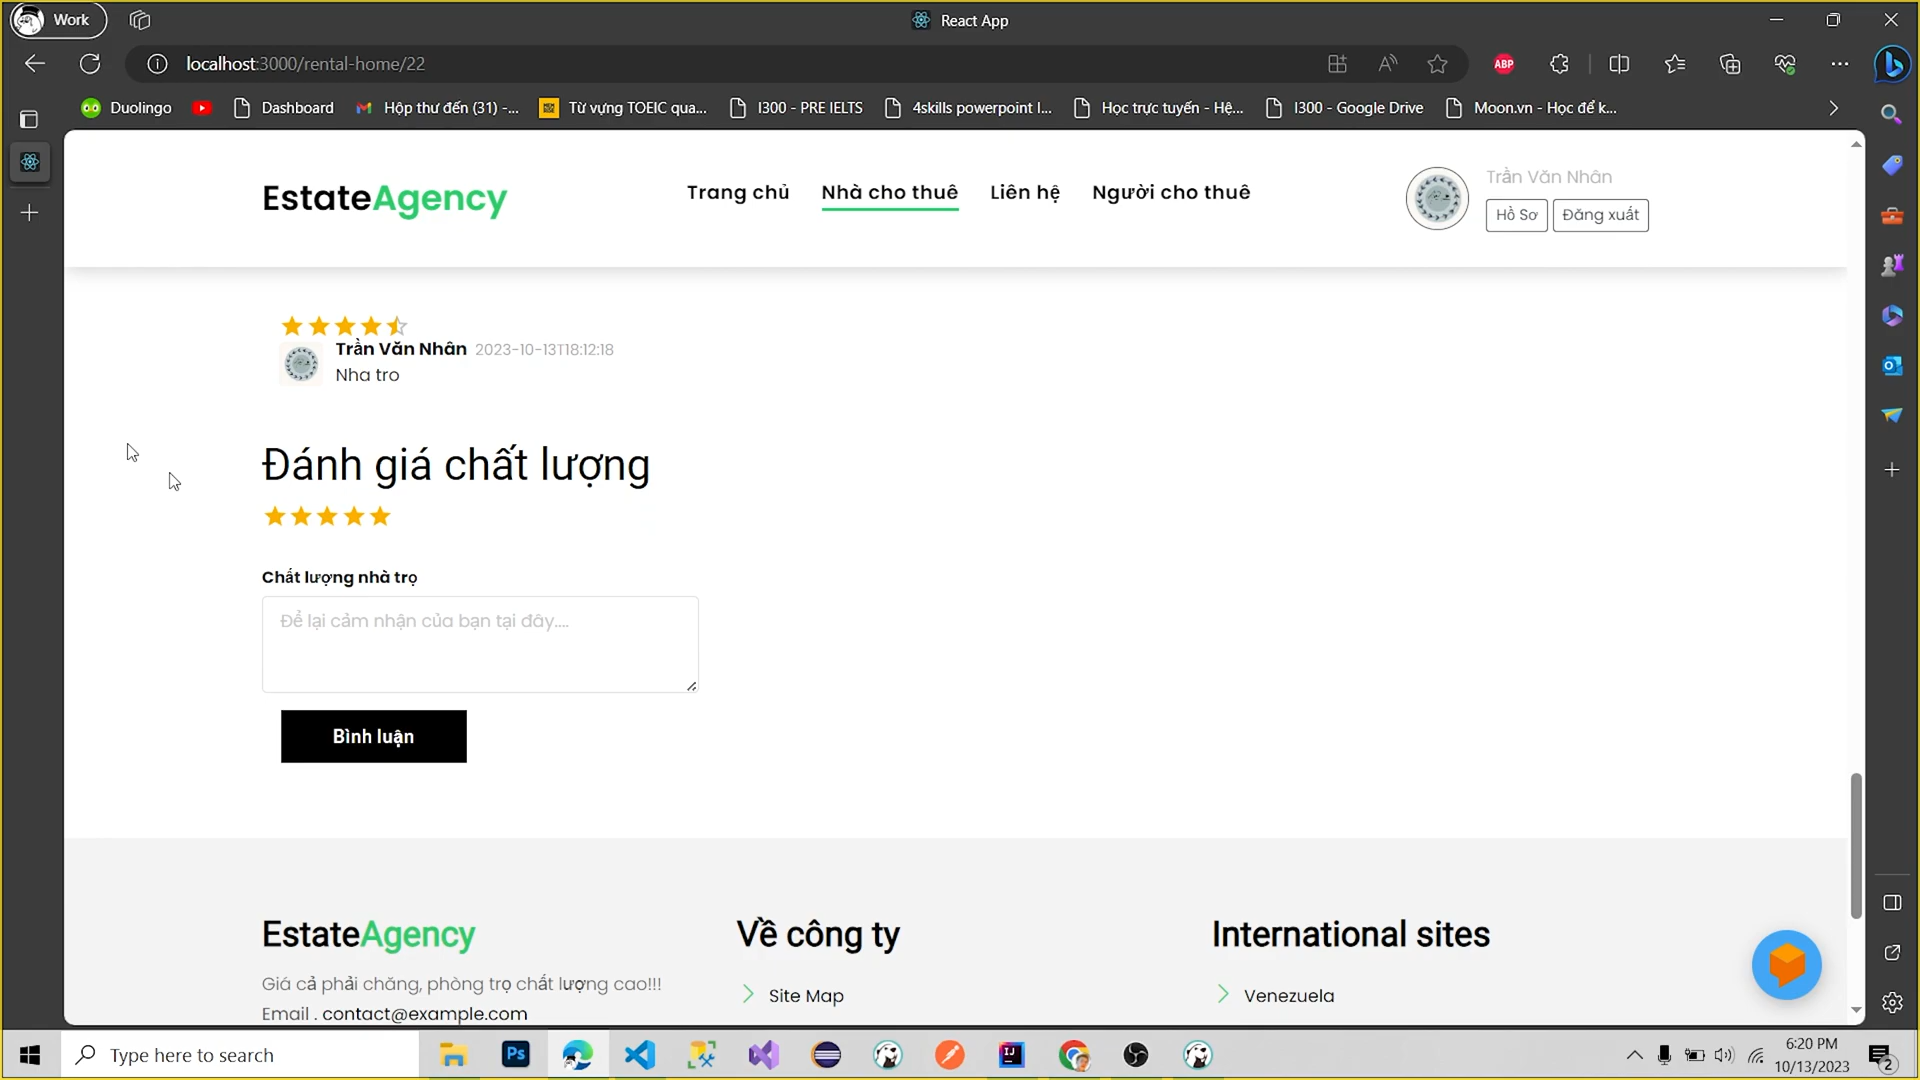 Work
React App
localhost:3000/rental-home/22
ABP
Duolingo
Dashboard
Hộp thư đến (31) -...
Từ vựng TOEIC qua...
I300 - PRE IELTS
4skills powerpoint I...
Học trực tuyến - Hệ...
I300 - Google Drive
Moon.vn - Học để k...
EstateAgency
Trang chủ
Nhà cho thuê
Liên hệ
Người cho thuê
Trần Văn Nhân
Hồ Sơ
Đăng xuất
Trần Văn Nhân 2023-10-13T18:12:18
Nha tro
Đánh giá chất lượng
Chất lượng nhà trọ
Để lại cảm nhận của bạn tại đây....
Bình luận
EstateAgency
Về công ty
International sites
Giá cả phải chăng, phòng trọ chất lượng cao!!!
Site Map
Venezuela
Email . contact@example.com
Type here to search
Ps
IJ
6:20 PM
10/13/2023
2